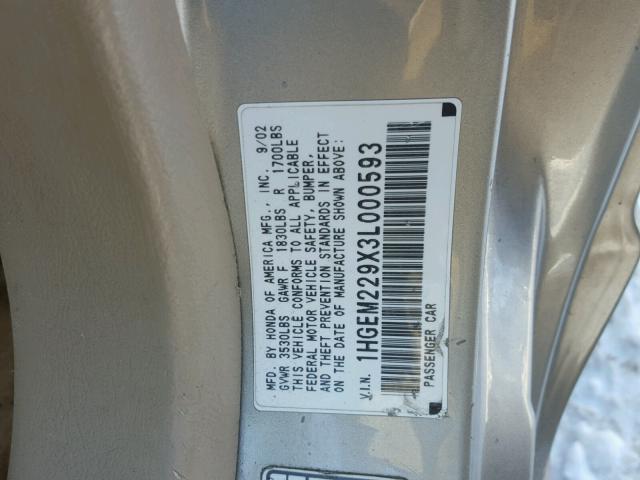 MFD. BY HONDA OF AMERICA MFG., INC. 9/02
GVWR 3530LBS GAWR F 1830LBS R 1700LBS
THIS VEHICLE CONFORMS TO ALL APPLICABLE
FEDERAL MOTOR VEHICLE SAFETY, BUMPER,
AND THEFT PREVENTION STANDARDS IN EFFECT
ON THE DATE OF MANUFACTURE SHOWN ABOVE:
V.I.N. 1HGEM229X3L000593
PASSENGER CAR